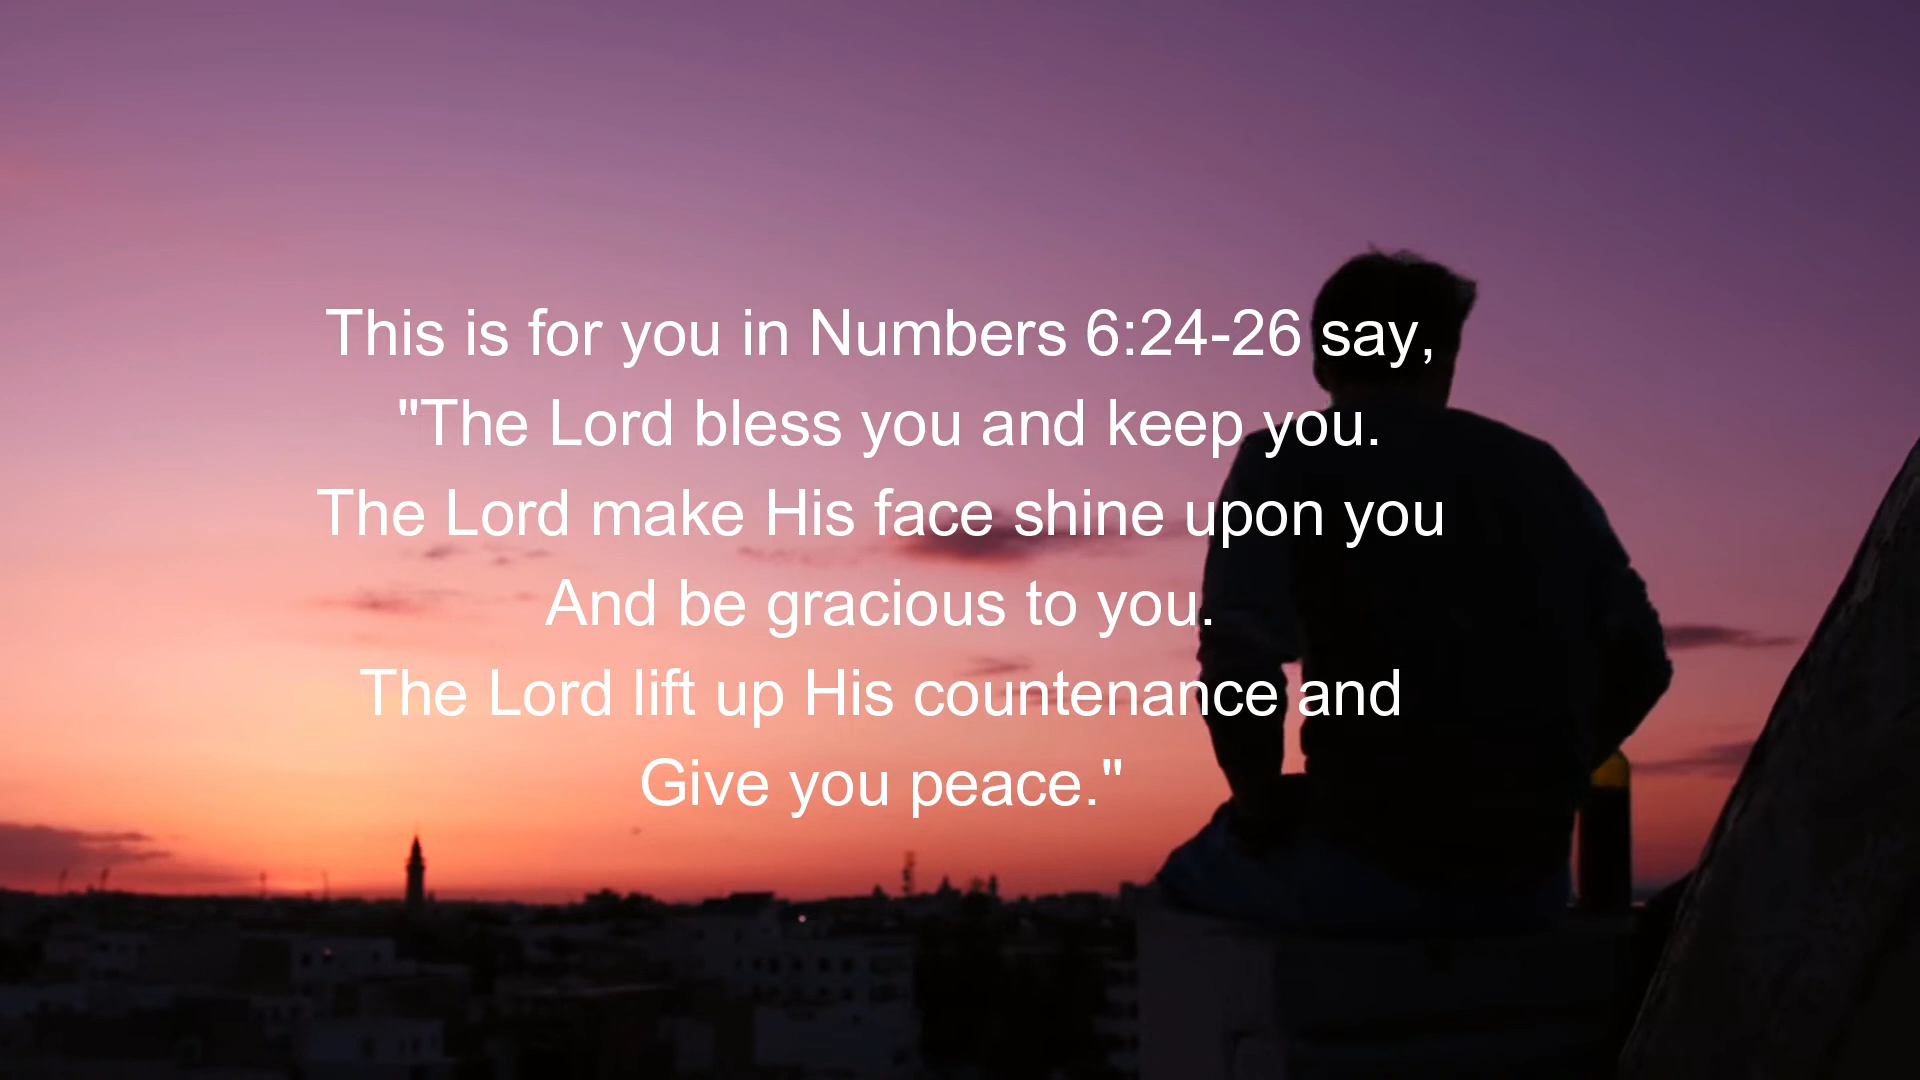 This is for you in Numbers 6:24-26 say,
"The Lord bless you and keep you.
The Lord make His face shine upon you
And be gracious to you.
The Lord lift up His countenance and
Give you peace."